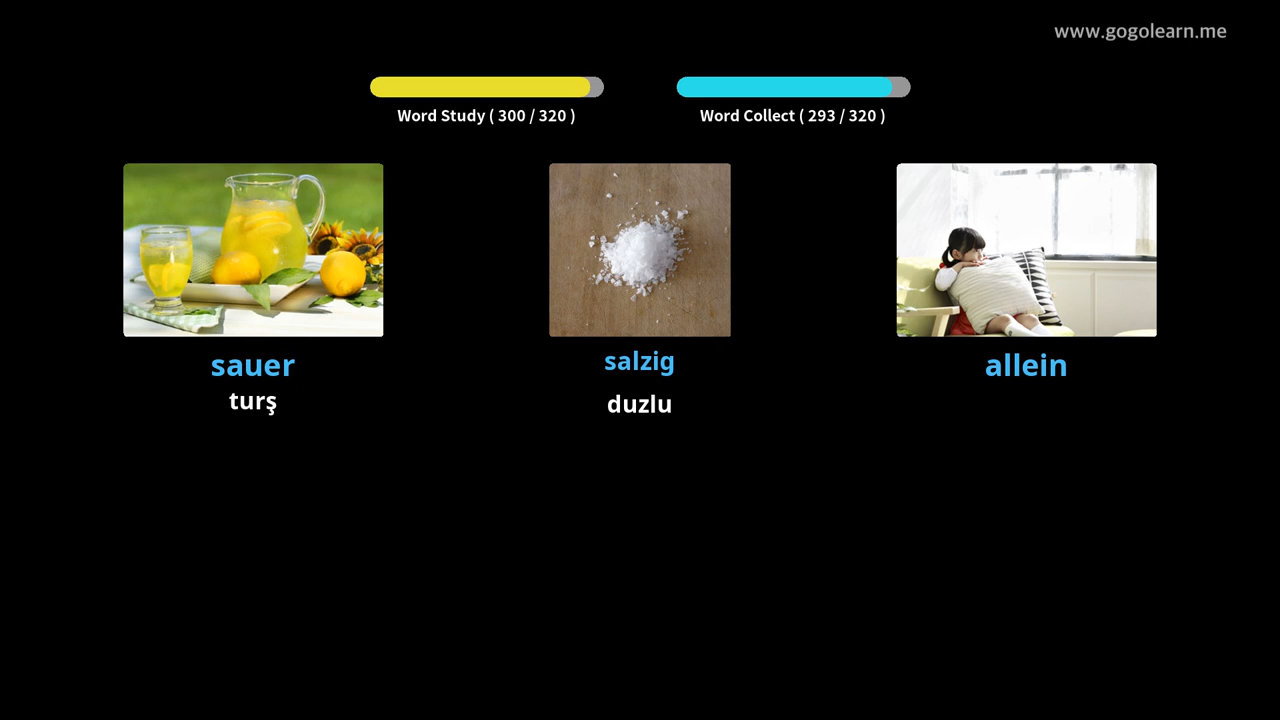 www.gogolearn.me
Word Study ( 300 / 320 )
Word Collect ( 293 / 320 )
sauer
turş
salzig
duzlu
allein